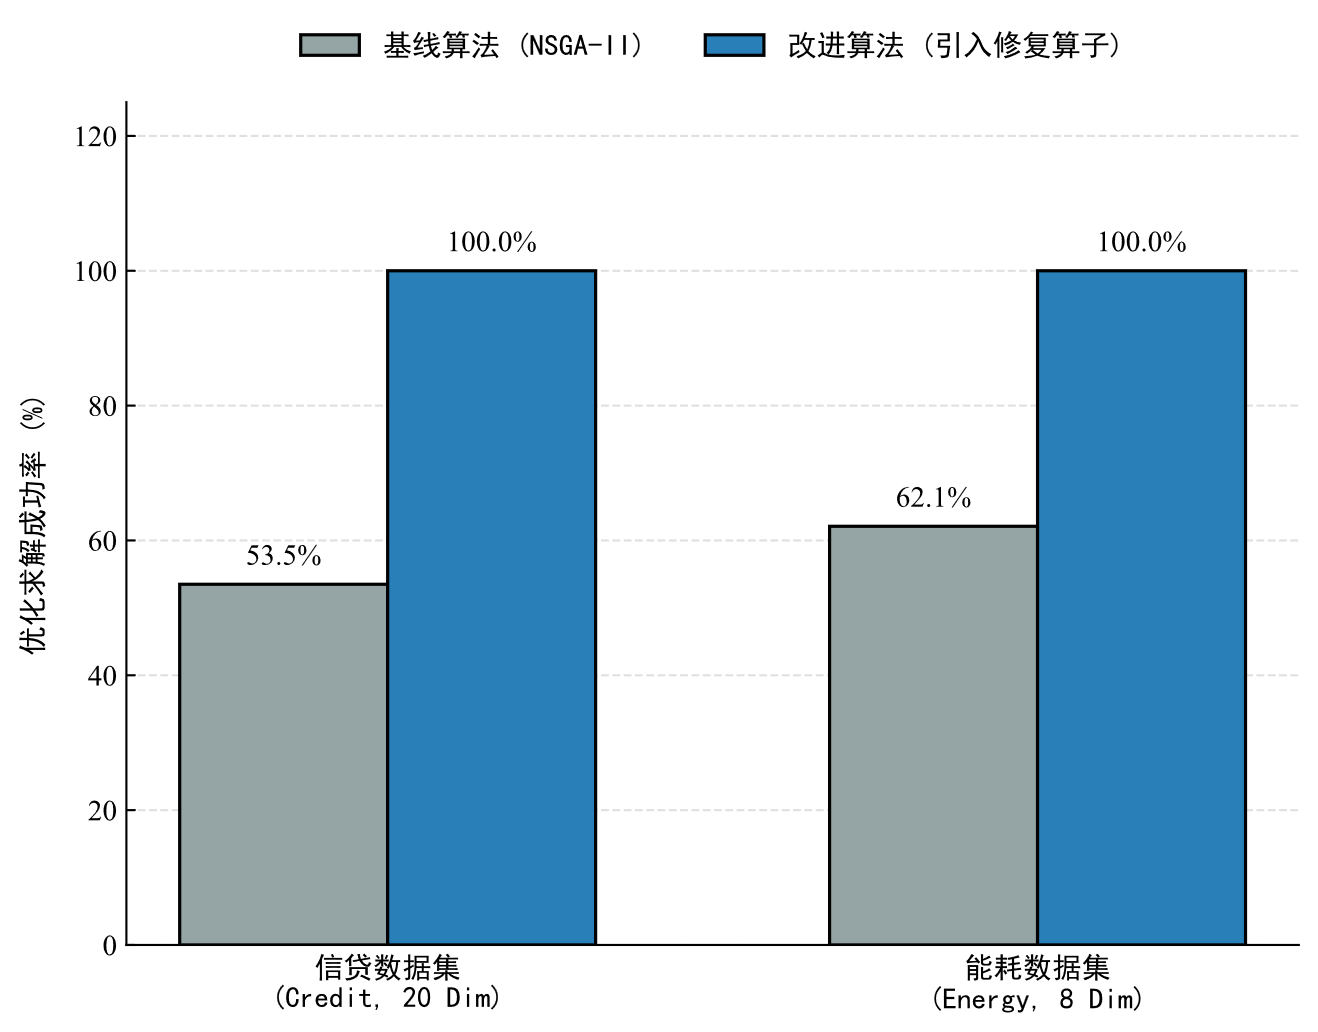 基线算法 (NSGA-II) 改进算法 (引入修复算子)
120
100.0% 100.0%
100
80
优化求解成功率 (%)
62.1%
60
53.5%
40
20
0
信贷数据集 能耗数据集
(Credit, 20 Dim) (Energy, 8 Dim)